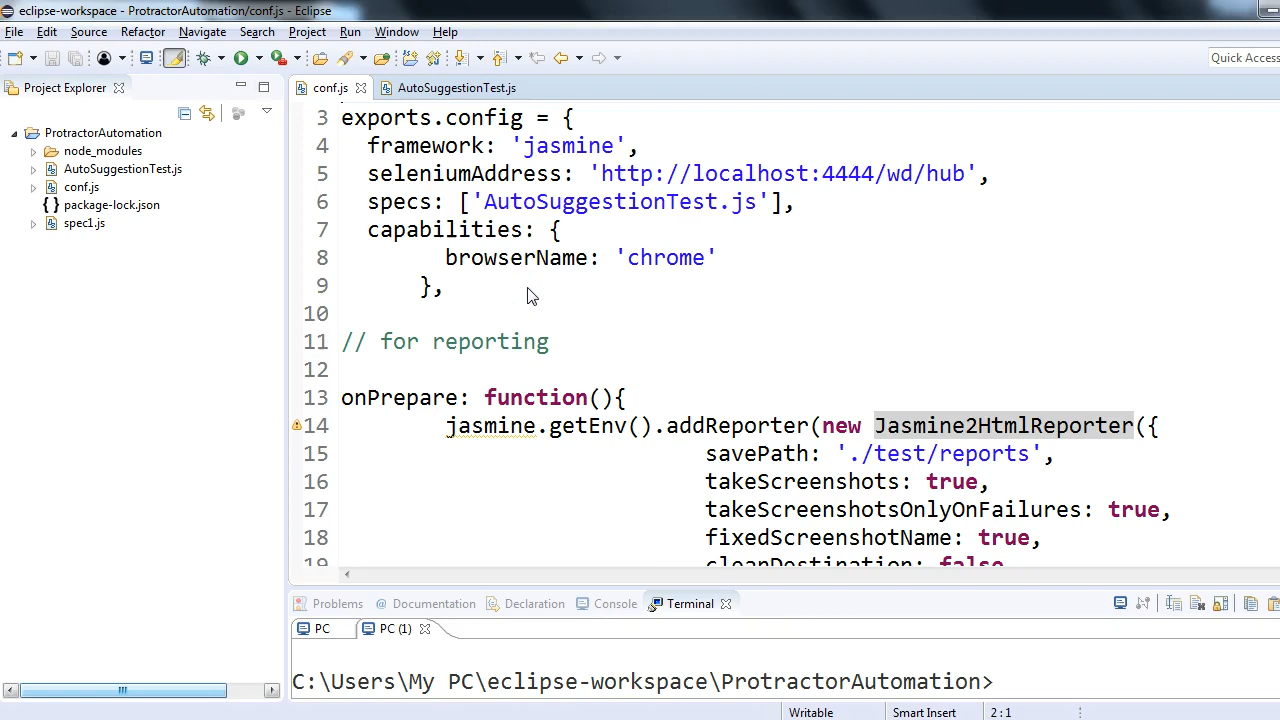 eclipse-workspace - ProtractorAutomation/conf.js - Eclipse
File Edit Source Refactor Navigate Search Project Run Window Help
Quick Access
Project Explorer
ProtractorAutomation
node_modules
AutoSuggestionTest.js
conf.js
package-lock.json
spec1.js
conf.js AutoSuggestionTest.js
3 exports.config = {
4 framework: 'jasmine',
5 seleniumAddress: 'http://localhost:4444/wd/hub',
6 specs: ['AutoSuggestionTest.js'],
7 capabilities: {
8 browserName: 'chrome'
9 },
10
11 // for reporting
12
13 onPrepare: function(){
14 jasmine.getEnv().addReporter(new Jasmine2HtmlReporter({
15 savePath: './test/reports',
16 takeScreenshots: true,
17 takeScreenshotsOnlyOnFailures: true,
18 fixedScreenshotName: true,
19 cleanDestination: false
Problems @ Documentation Declaration Console Terminal
PC PC (1)
C:\Users\My PC\eclipse-workspace\ProtractorAutomation>
Writable Smart Insert 2:1